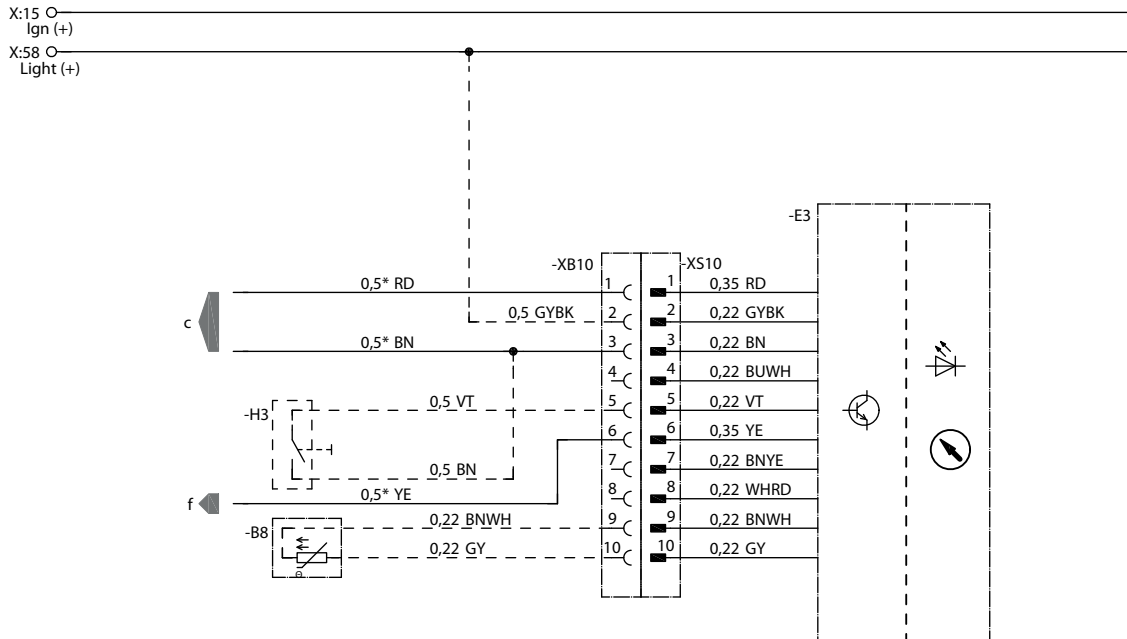 X:15
Ign (+)
X:58
Light (+)
-E3
-XB10 -XS10
0,5* RD 1 1 0,35 RD
c 0,5 GYBK 2 2 0,22 GYBK
0,5* BN 3 3 0,22 BN
4 4 0,22 BUWH
-H3 0,5 VT 5 5 0,22 VT
6 6 0,35 YE
0,5 BN 7 7 0,22 BNYE
f 0,5* YE 8 8 0,22 WHRD
-B8 0,22 BNWH 9 9 0,22 BNWH
0,22 GY 10 10 0,22 GY
Θ